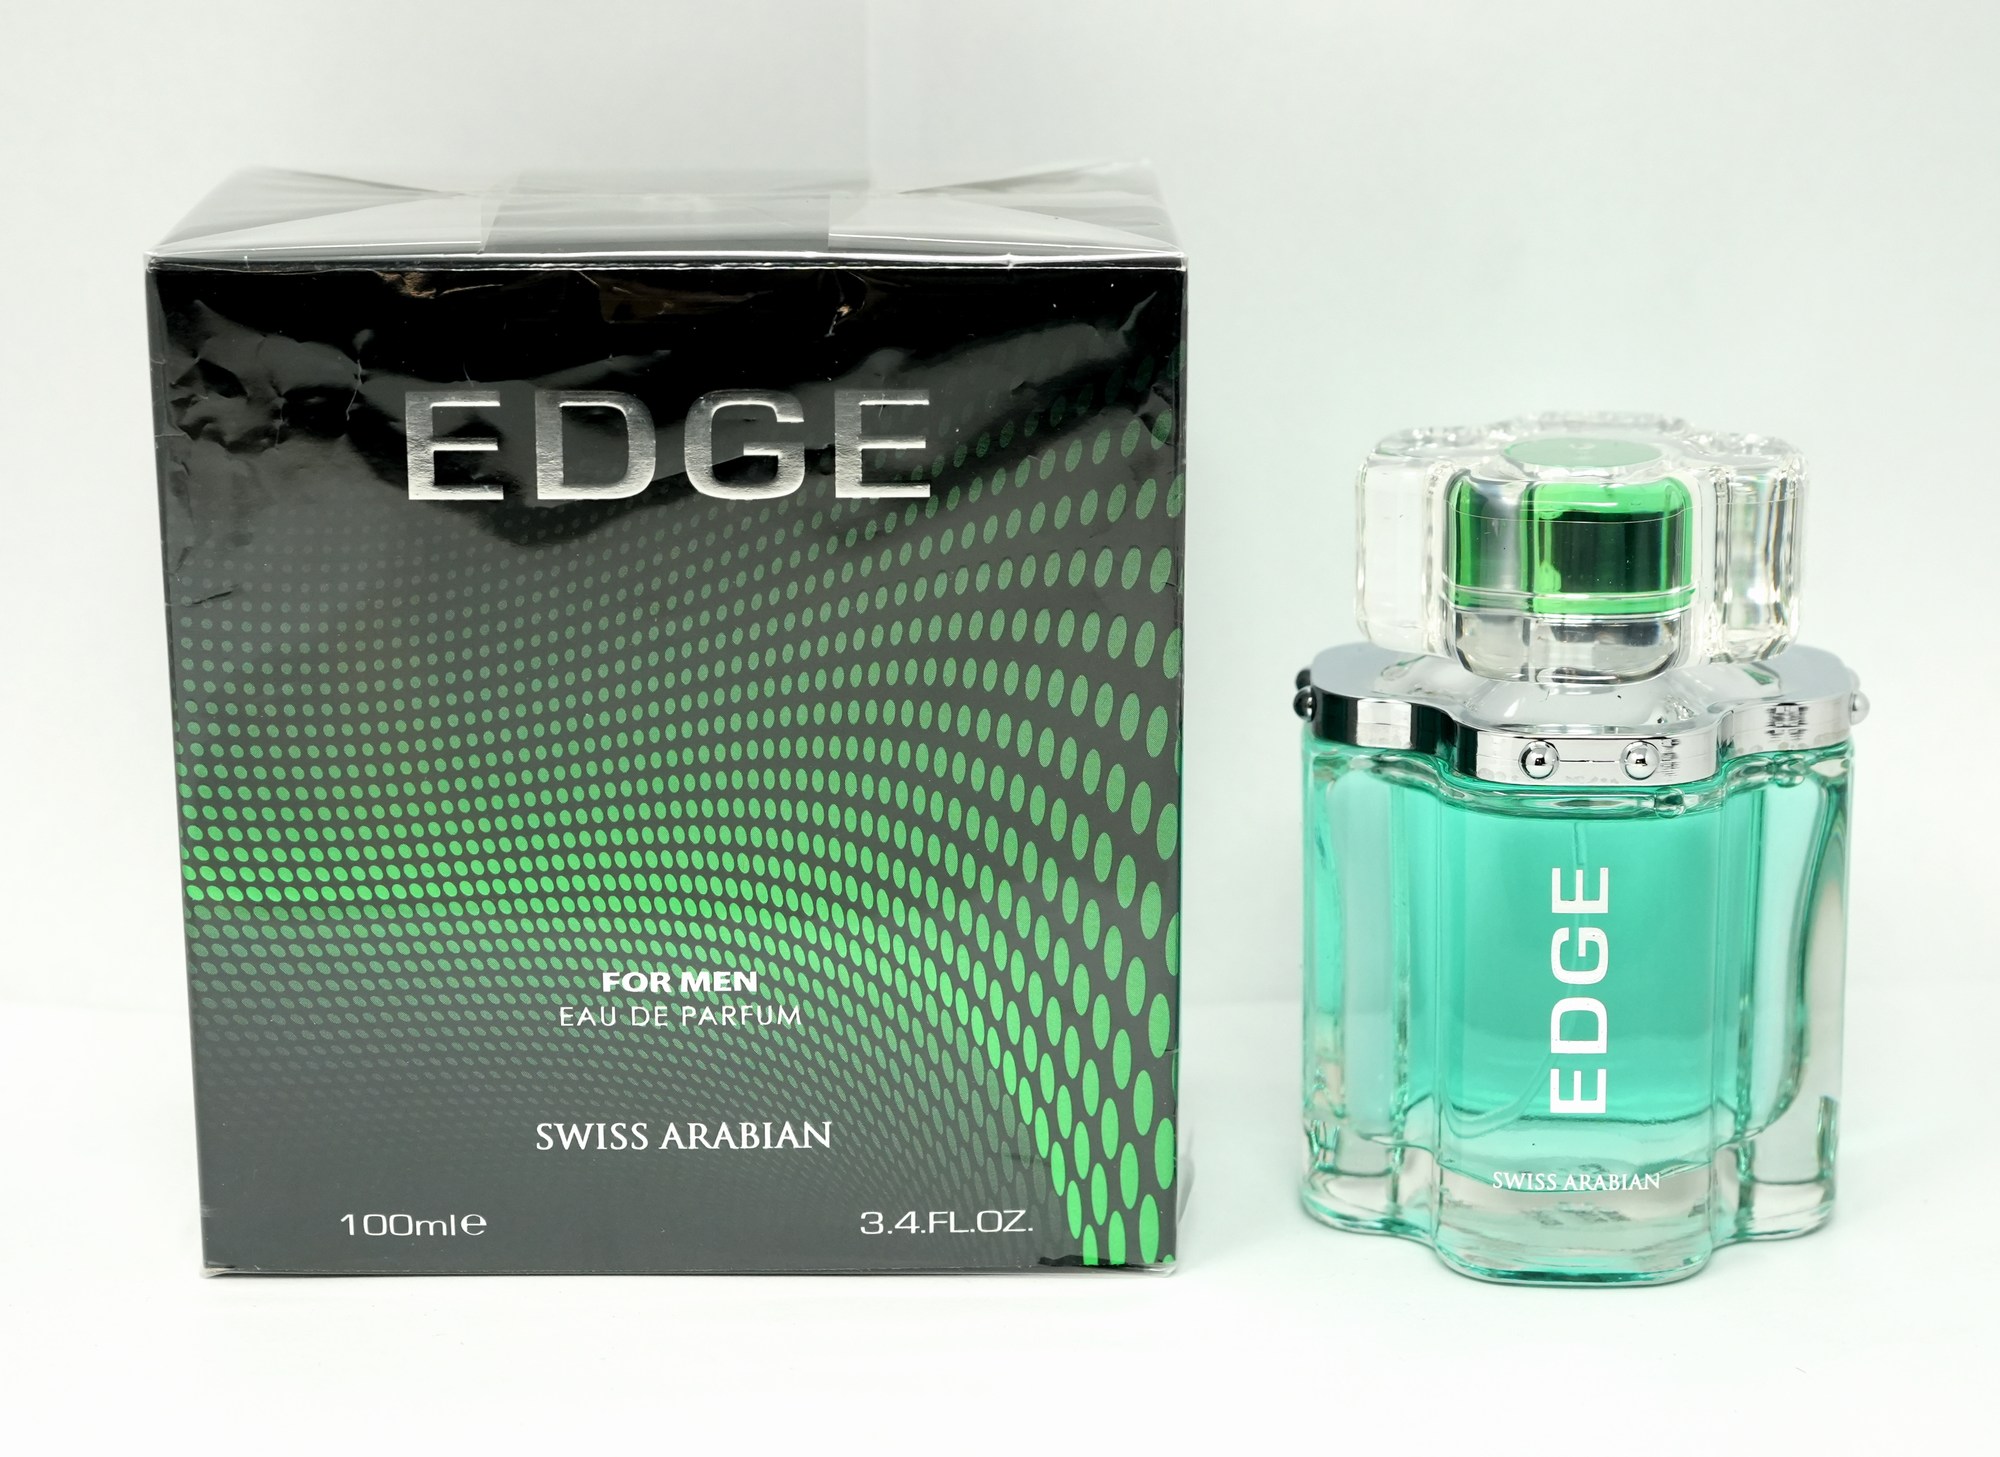 EDGE
FOR MEN
EAU DE PARFUM
SWISS ARABIAN
100ml e
3.4.FL.OZ.
EDGE
SWISS ARABIAN